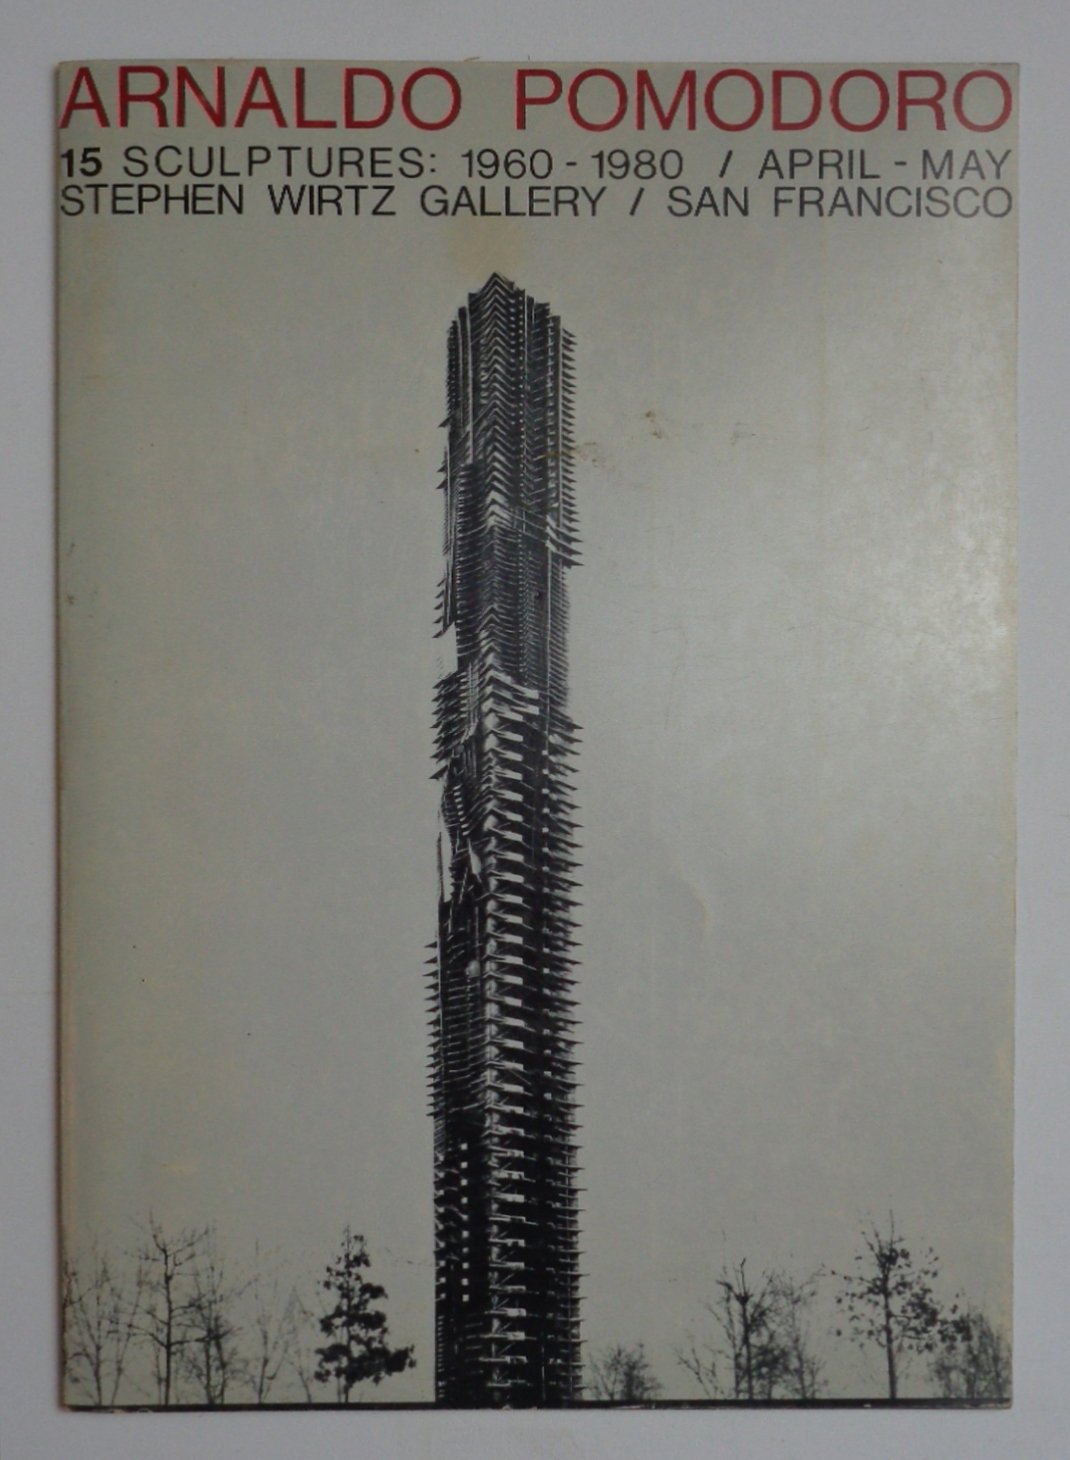 ARNALDO POMODORO
15 SCULPTURES: 1960 - 1980 / APRIL - MAY
STEPHEN WIRTZ GALLERY / SAN FRANCISCO